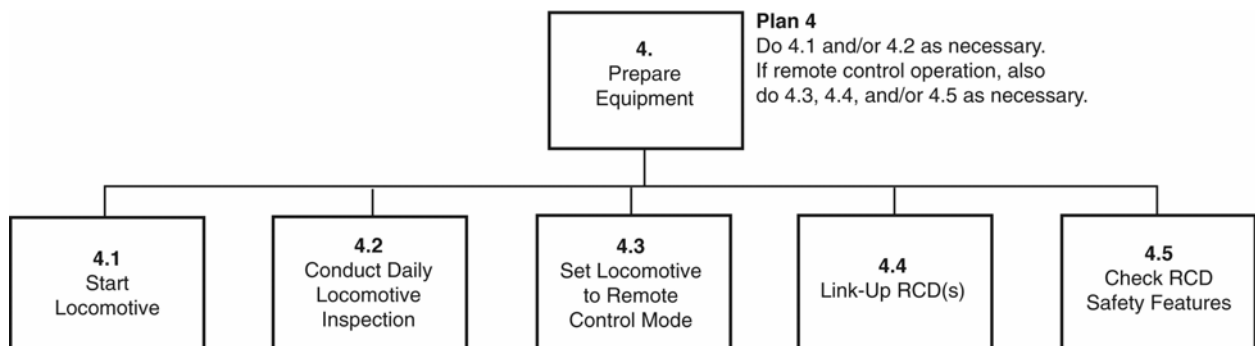 4.
Prepare
Equipment
Plan 4
Do 4.1 and/or 4.2 as necessary.
If remote control operation, also
do 4.3, 4.4, and/or 4.5 as necessary.
4.1
Start
Locomotive
4.2
Conduct Daily
Locomotive
Inspection
4.3
Set Locomotive
to Remote
Control Mode
4.4
Link-Up RCD(s)
4.5
Check RCD
Safety Features